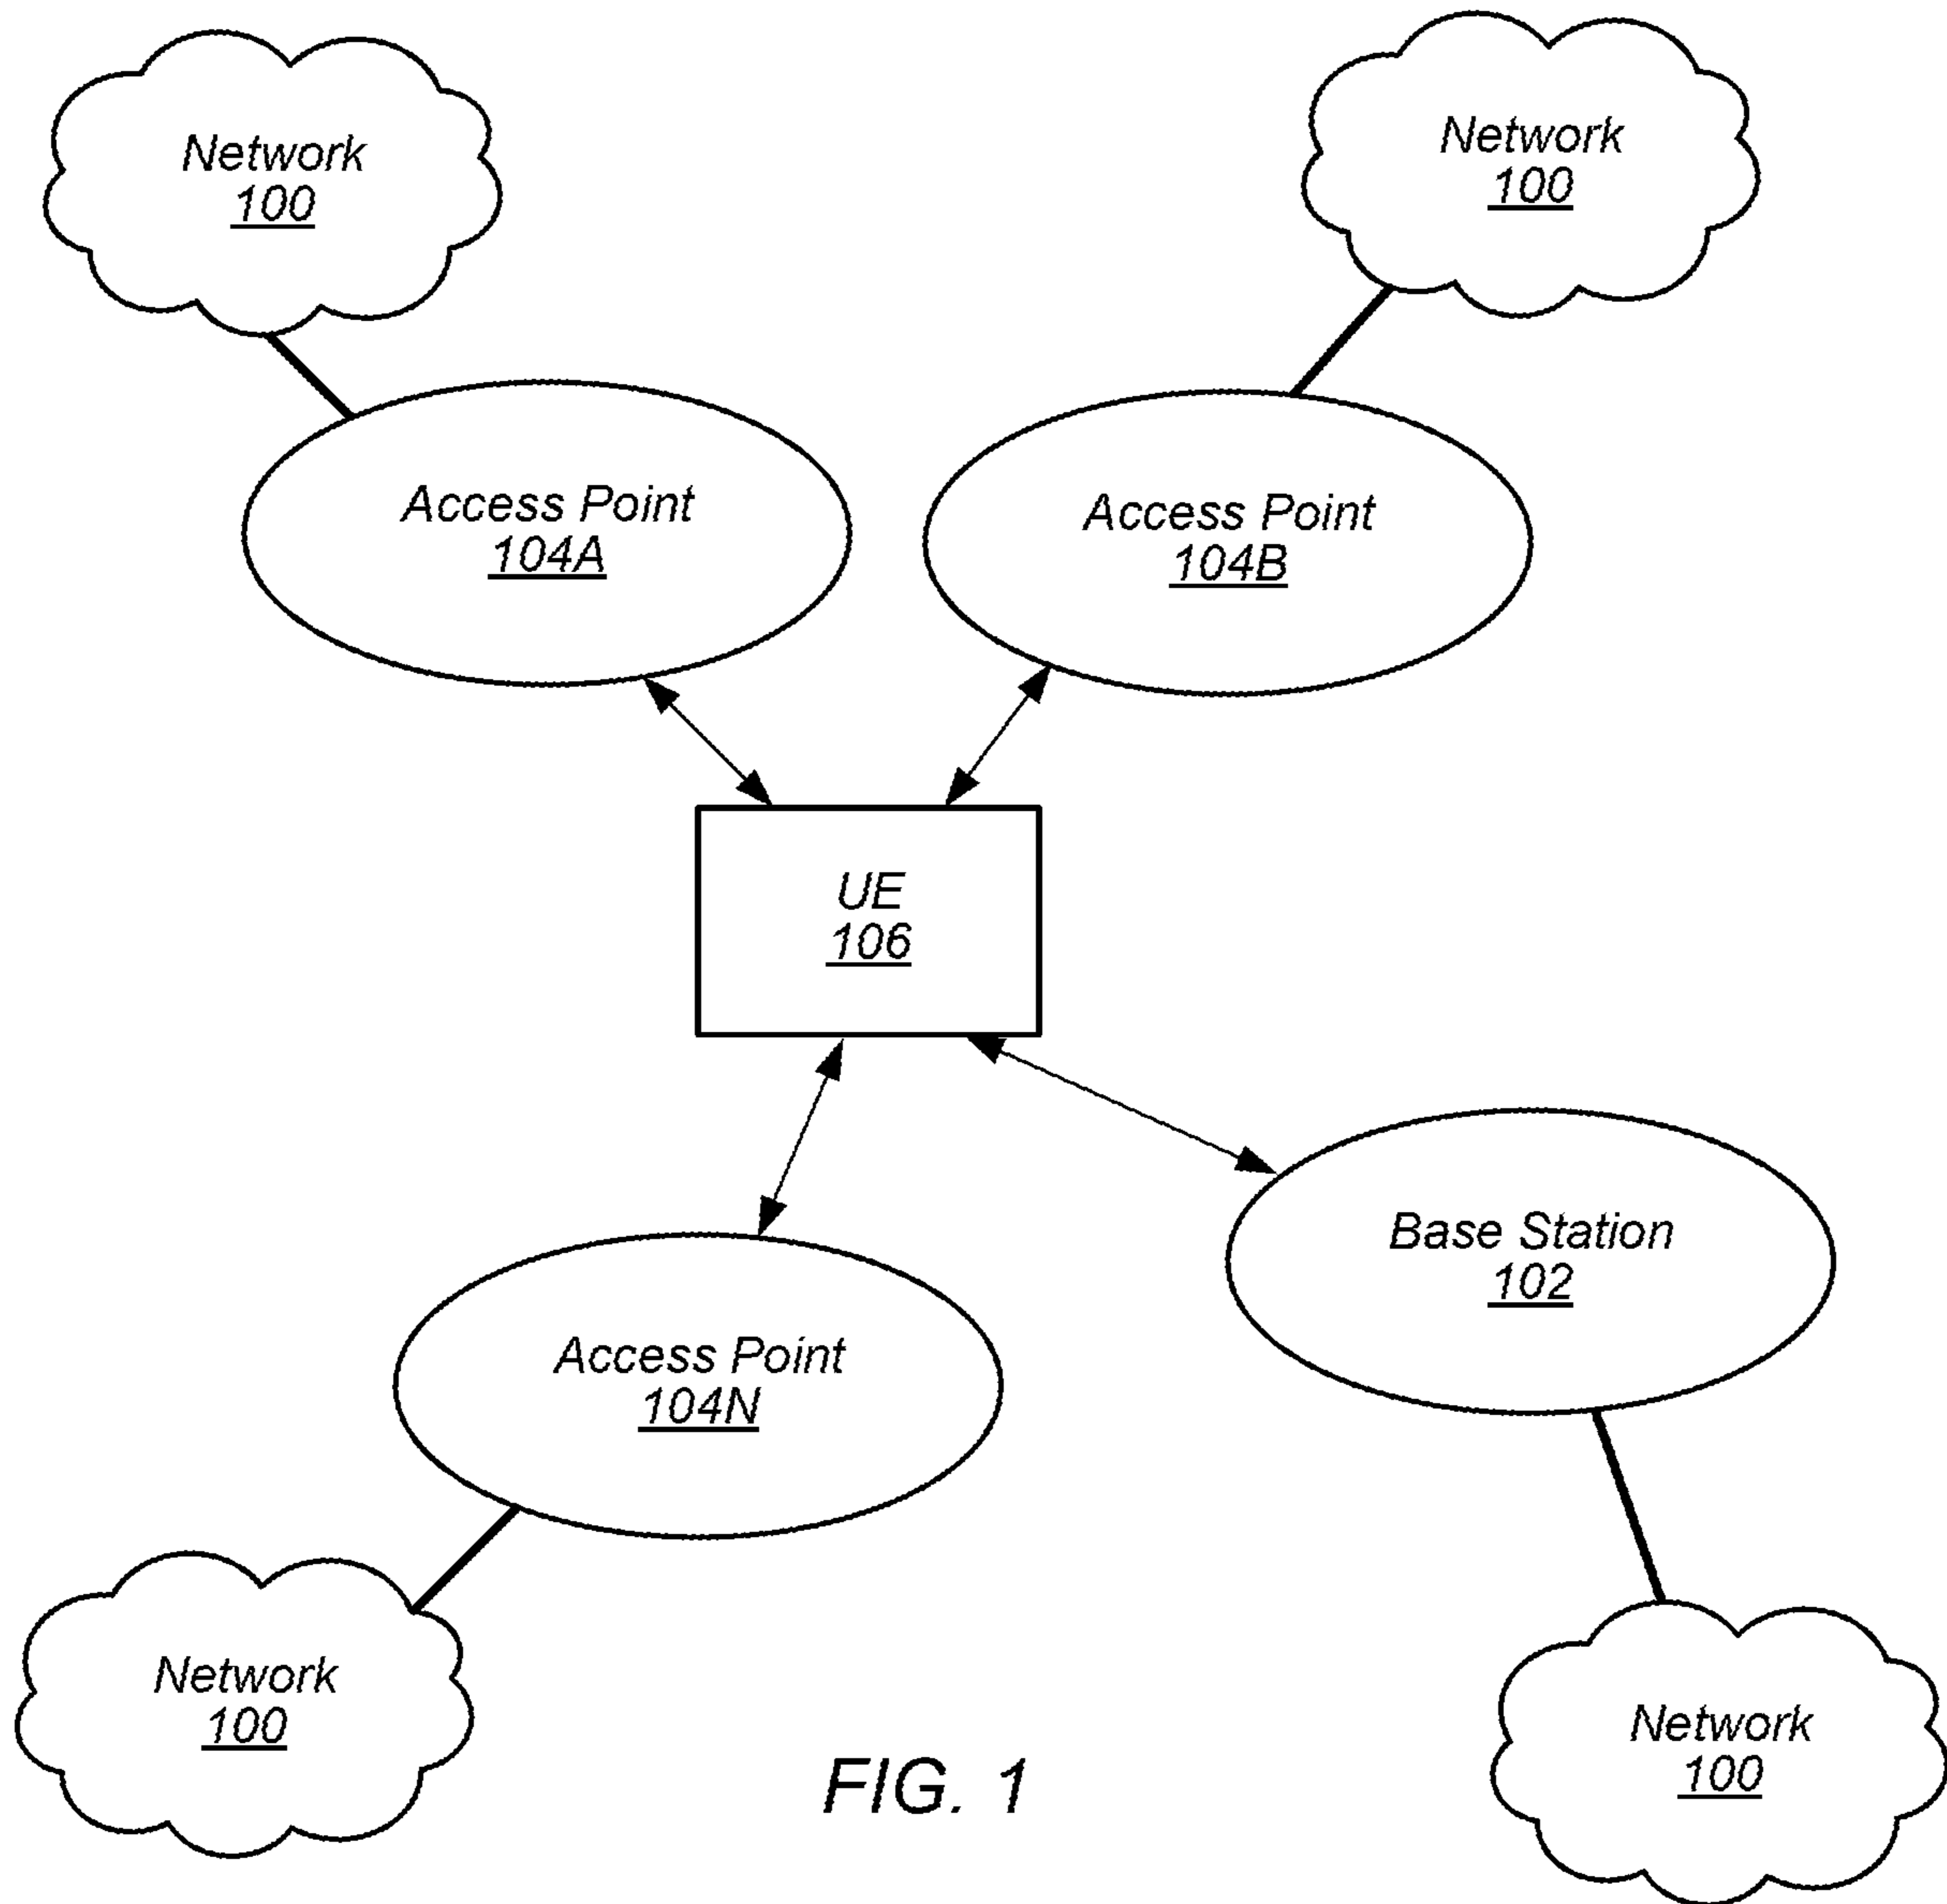 Network
100
Network
100
Access Point
104A
Access Point
104B
UE
106
Base Station
102
Access Point
104N
Network
100
Network
100
FIG. 1